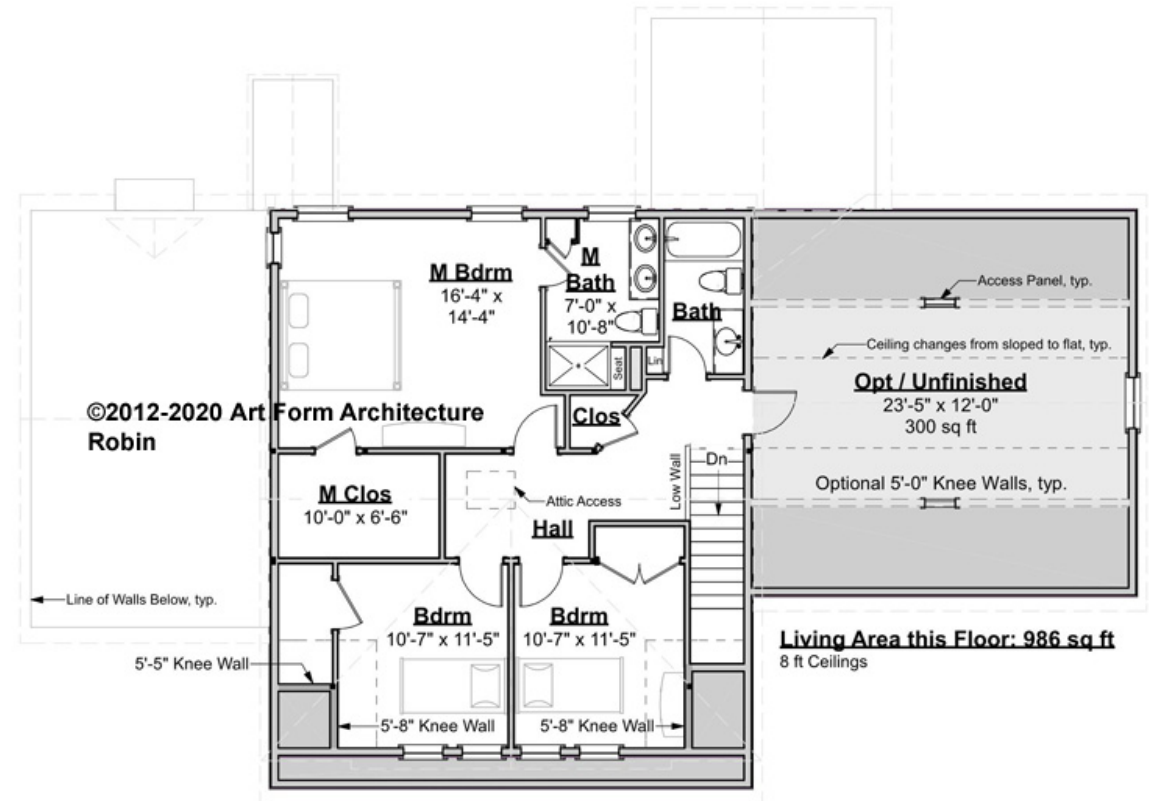 M Bdrm
16'-4" x
14'-4"
M
Bath
7'-0" x
10'-8"
Bath
Lin
Seat
Access Panel, typ.
Ceiling changes from sloped to flat, typ.
Opt / Unfinished
23'-5" x 12'-0"
300 sq ft
Optional 5'-0" Knee Walls, typ.
©2012-2020 Art Form Architecture
Robin
Clos
Low Wall
Dn
M Clos
10'-0" x 6'-6"
Attic Access
Hall
Line of Walls Below, typ.
Bdrm
10'-7" x 11'-5"
Bdrm
10'-7" x 11'-5"
5'-5" Knee Wall
5'-8" Knee Wall
5'-8" Knee Wall
Living Area this Floor: 986 sq ft
8 ft Ceilings